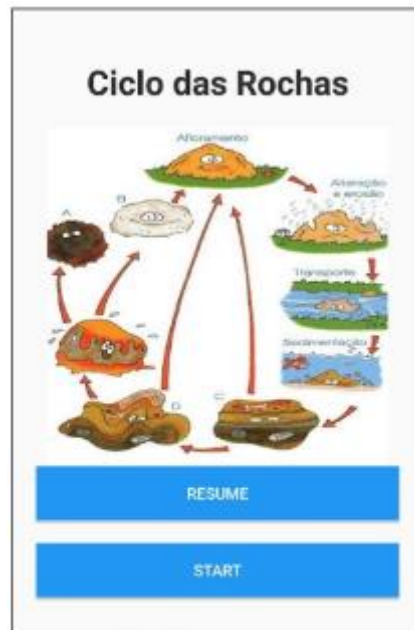 Ciclo das Rochas
Afloramento
Alteração
e erosão
B
A
Transporte
Sedimentação
D
C
RESUME
START